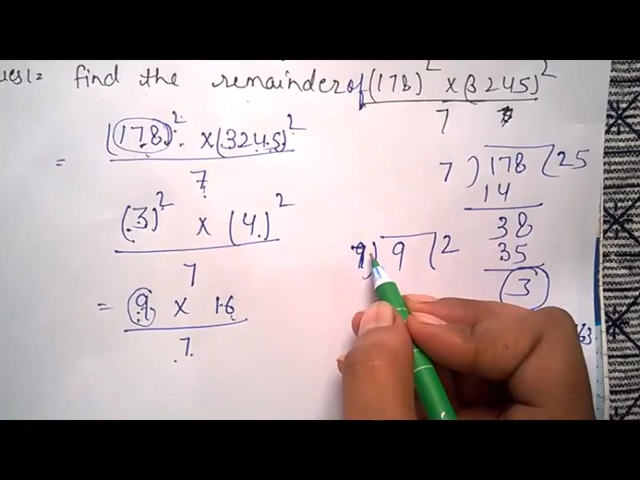 Ques1= find the remainder of (178)² × (3245)²
7
= (178)² × (3245)²
7
(3)² × (4)²
7
= 9 × 16
7
7 ) 178 ( 25
14
38
35
3
9 ( 2
63